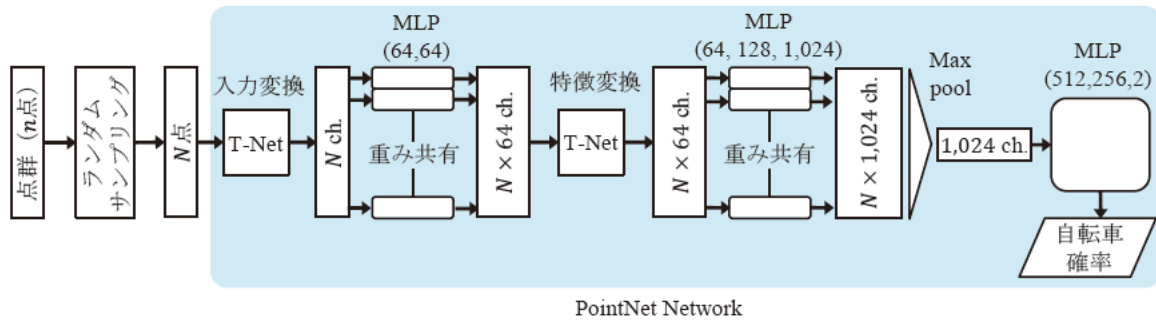 点群（n点）
ランダム
サンプリング
N点
入力変換
T-Net
N ch.
MLP
(64,64)
重み共有
N × 64 ch.
特徴変換
T-Net
N × 64 ch.
MLP
(64, 128, 1,024)
重み共有
N × 1,024 ch.
Max
pool
1,024 ch.
MLP
(512,256,2)
自転車
確率
PointNet Network